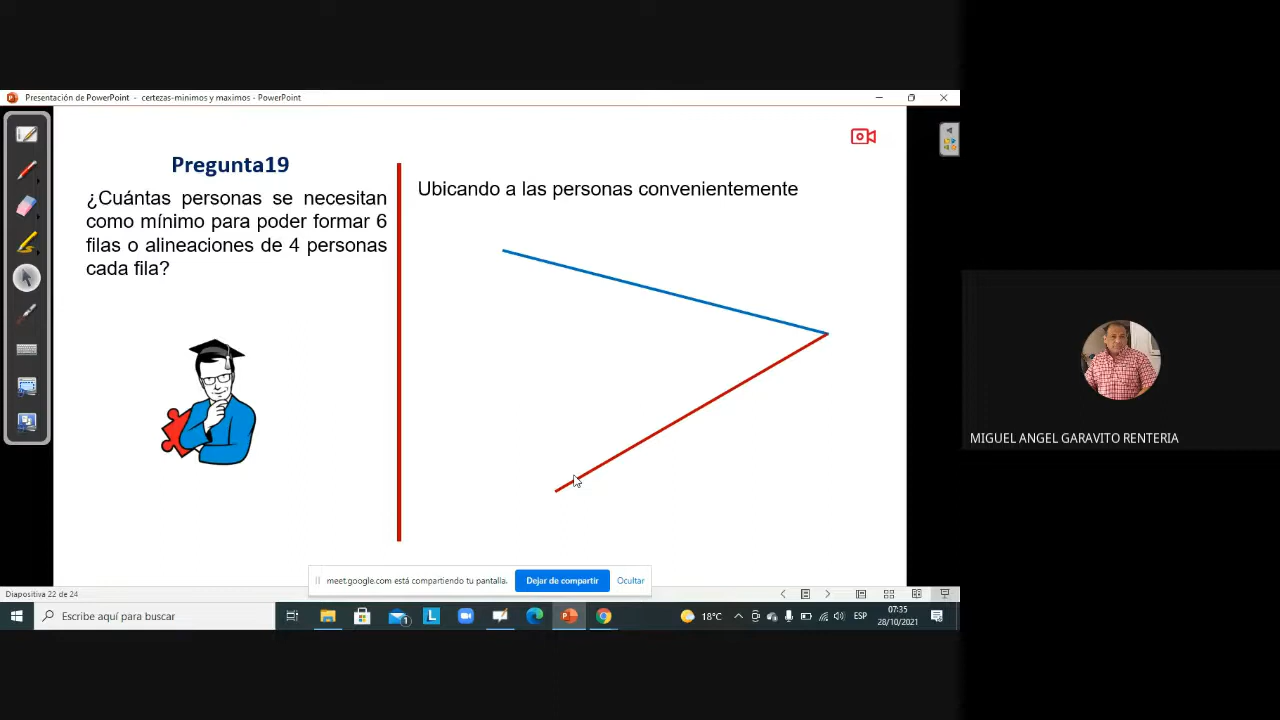 Presentación de PowerPoint - certezas-minimos y maximos - PowerPoint
Pregunta19
¿Cuántas personas se necesitan
como mínimo para poder formar 6
filas o alineaciones de 4 personas
cada fila?
Ubicando a las personas convenientemente
MIGUEL ANGEL GARAVITO RENTERIA
meet.google.com está compartiendo tu pantalla.
Dejar de compartir
Ocultar
Diapositiva 22 de 24
Escribe aquí para buscar
18°C
ESP
07:35
28/10/2021